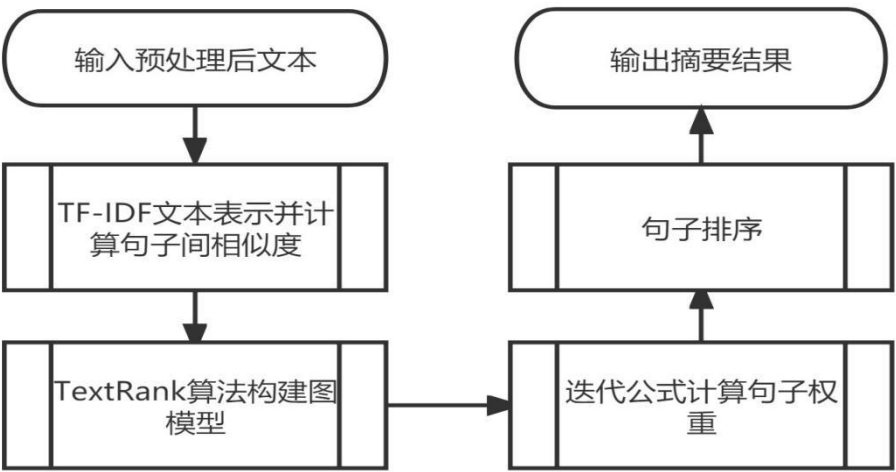 输入预处理后文本
TF-IDF文本表示并计
算句子间相似度
TextRank算法构建图
模型
迭代公式计算句子权
重
句子排序
输出摘要结果